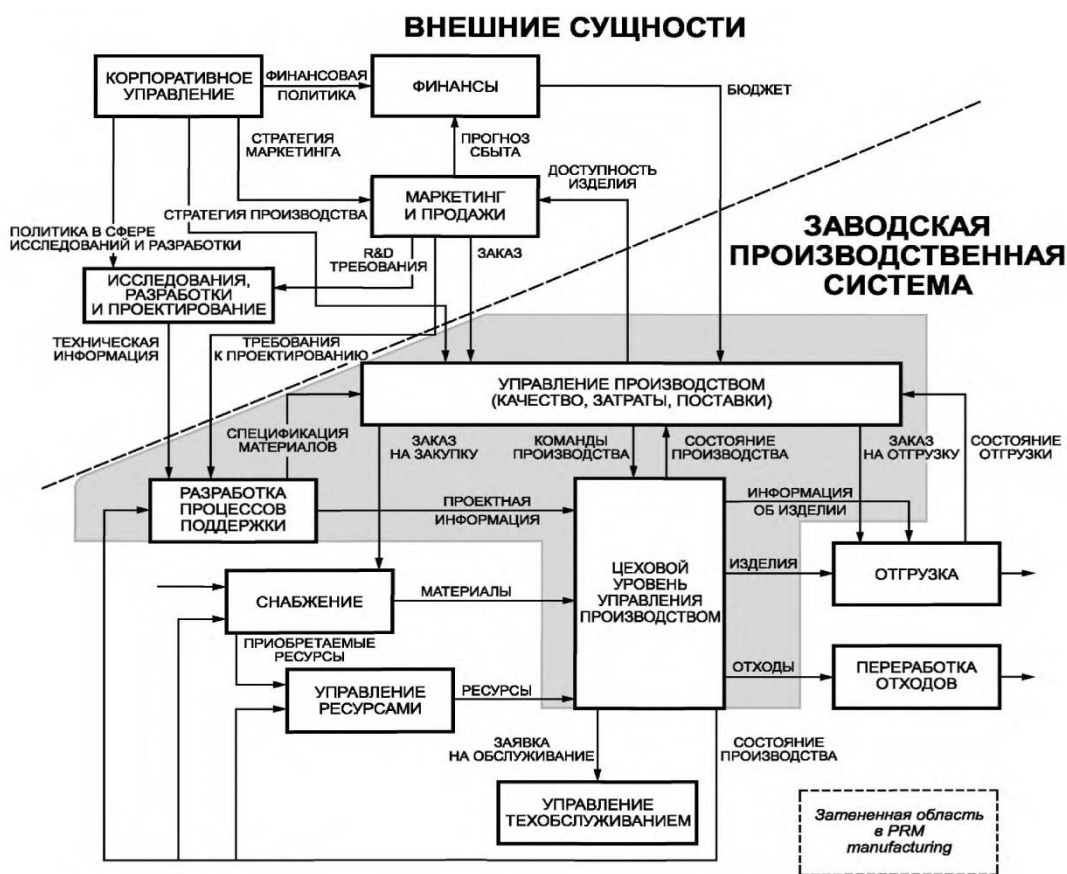 ВНЕШНИЕ СУЩНОСТИ
КОРПОРАТИВНОЕ
УПРАВЛЕНИЕ
ФИНАНСОВАЯ
ПОЛИТИКА
ФИНАНСЫ
БЮДЖЕТ
СТРАТЕГИЯ
МАРКЕТИНГА
ПРОГНОЗ
СБЫТА
ДОСТУПНОСТЬ
ИЗДЕЛИЯ
МАРКЕТИНГ
И ПРОДАЖИ
СТРАТЕГИЯ ПРОИЗВОДСТВА
ПОЛИТИКА В СФЕРЕ
ИССЛЕДОВАНИЙ И РАЗРАБОТКИ
R&D
ТРЕБОВАНИЯ
ЗАКАЗ
ЗАВОДСКАЯ
ПРОИЗВОДСТВЕННАЯ
СИСТЕМА
ИССЛЕДОВАНИЯ,
РАЗРАБОТКИ
И ПРОЕКТИРОВАНИЕ
ТЕХНИЧЕСКАЯ
ИНФОРМАЦИЯ
ТРЕБОВАНИЯ
К ПРОЕКТИРОВАНИЮ
УПРАВЛЕНИЕ ПРОИЗВОДСТВОМ
(КАЧЕСТВО, ЗАТРАТЫ, ПОСТАВКИ)
СПЕЦИФИКАЦИЯ
МАТЕРИАЛОВ
ЗАКАЗ
НА ЗАКУПКУ
КОМАНДЫ
ПРОИЗВОДСТВА
СОСТОЯНИЕ
ПРОИЗВОДСТВА
ЗАКАЗ
НА ОТГРУЗКУ
СОСТОЯНИЕ
ОТГРУЗКИ
РАЗРАБОТКА
ПРОЦЕССОВ
ПОДДЕРЖКИ
ПРОЕКТНАЯ
ИНФОРМАЦИЯ
ИНФОРМАЦИЯ
ОБ ИЗДЕЛИИ
ЦЕХОВОЙ
УРОВЕНЬ
УПРАВЛЕНИЯ
ПРОИЗВОДСТВОМ
ИЗДЕЛИЯ
ОТГРУЗКА
СНАБЖЕНИЕ
МАТЕРИАЛЫ
ПРИОБРЕТАЕМЫЕ
РЕСУРСЫ
УПРАВЛЕНИЕ
РЕСУРСАМИ
РЕСУРСЫ
ОТХОДЫ
ПЕРЕРАБОТКА
ОТХОДОВ
ЗАЯВКА
НА ОБСЛУЖИВАНИЕ
СОСТОЯНИЕ
ПРОИЗВОДСТВА
УПРАВЛЕНИЕ
ТЕХОБСЛУЖИВАНИЕМ
Затененная область
в PRM
manufacturing